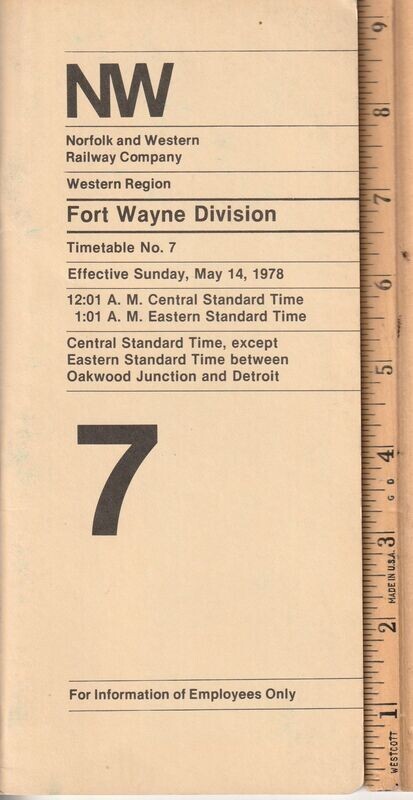 NW
Norfolk and Western
Railway Company
Western Region
Fort Wayne Division
Timetable No. 7
Effective Sunday, May 14, 1978
12:01 A. M. Central Standard Time
1:01 A. M. Eastern Standard Time
Central Standard Time, except
Eastern Standard Time between
Oakwood Junction and Detroit
7
For Information of Employees Only
9
8
7
6
5
4
G D
3
MADE IN U.S.A.
2
1
WESTCOTT